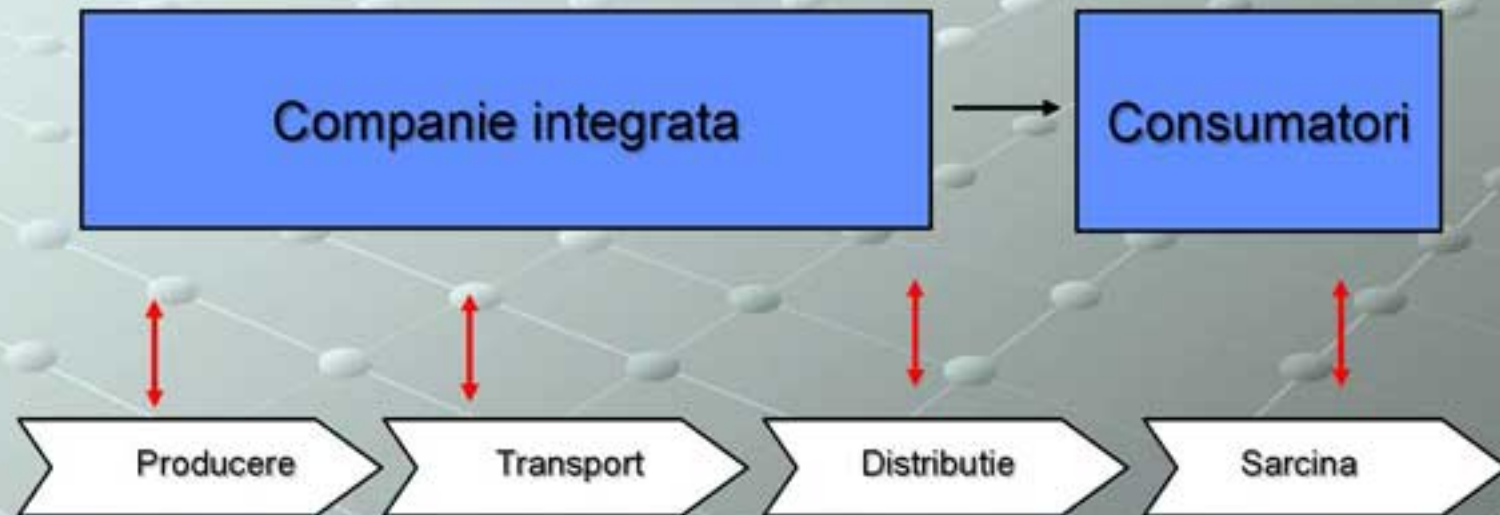 Companie integrata
Consumatori
Producere
Transport
Distributie
Sarcina